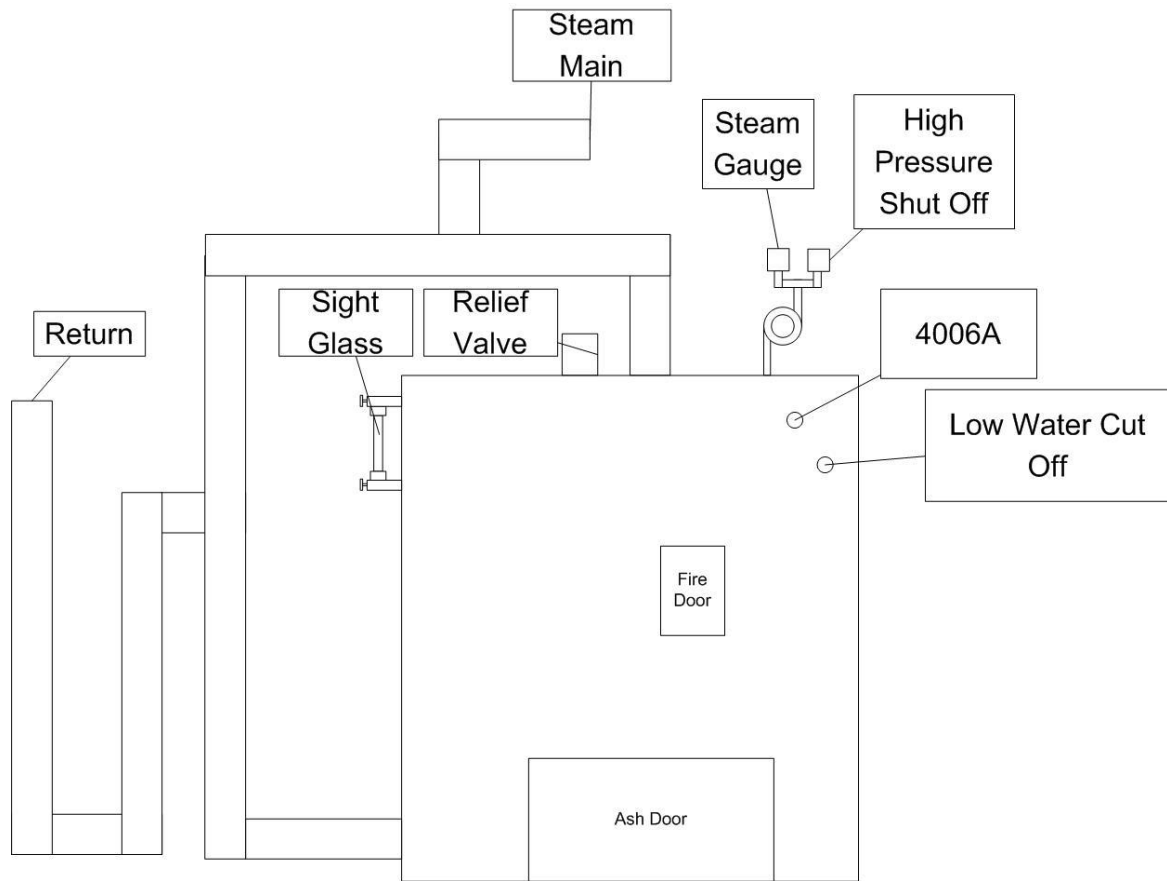 Steam
Main
Steam
Gauge
High
Pressure
Shut Off
Return
Sight
Glass
Relief
Valve
4006A
Low Water Cut
Off
Fire
Door
Ash Door